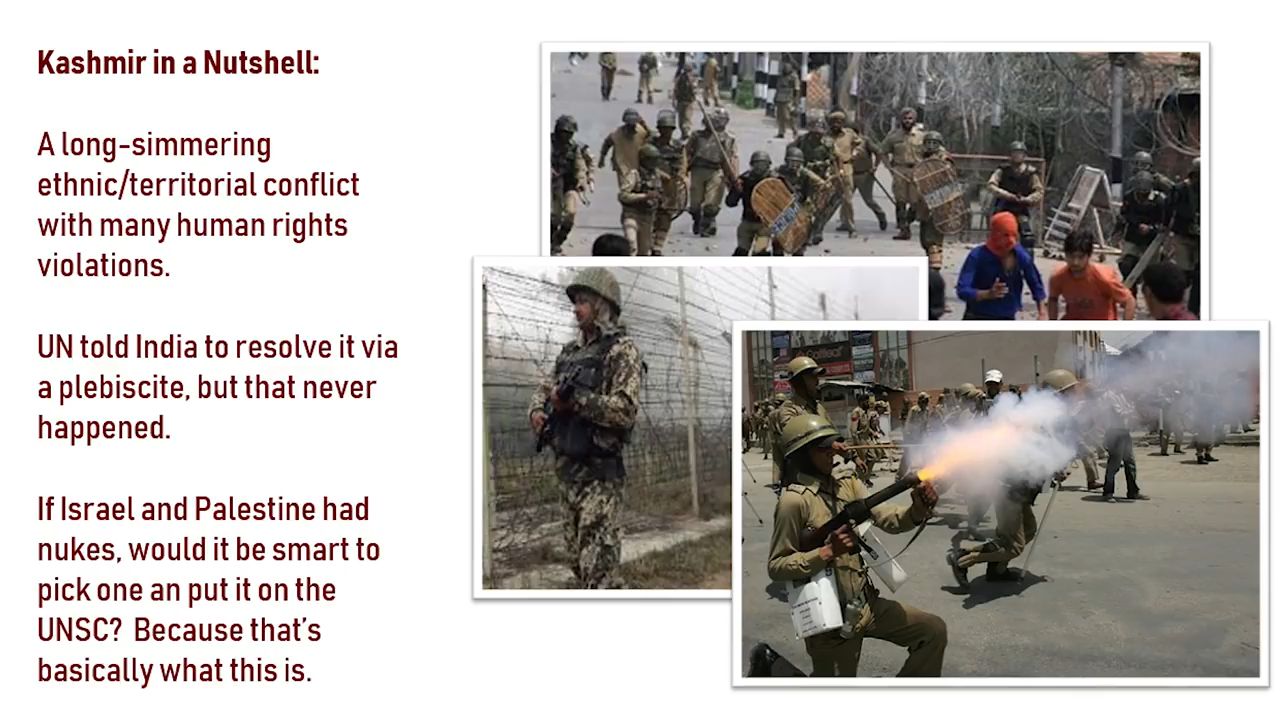 Kashmir in a Nutshell:
A long-simmering
ethnic/territorial conflict
with many human rights
violations.
UN told India to resolve it via
a plebiscite, but that never
happened.
If Israel and Palestine had
nukes, would it be smart to
pick one an put it on the
UNSC?  Because that's
basically what this is.